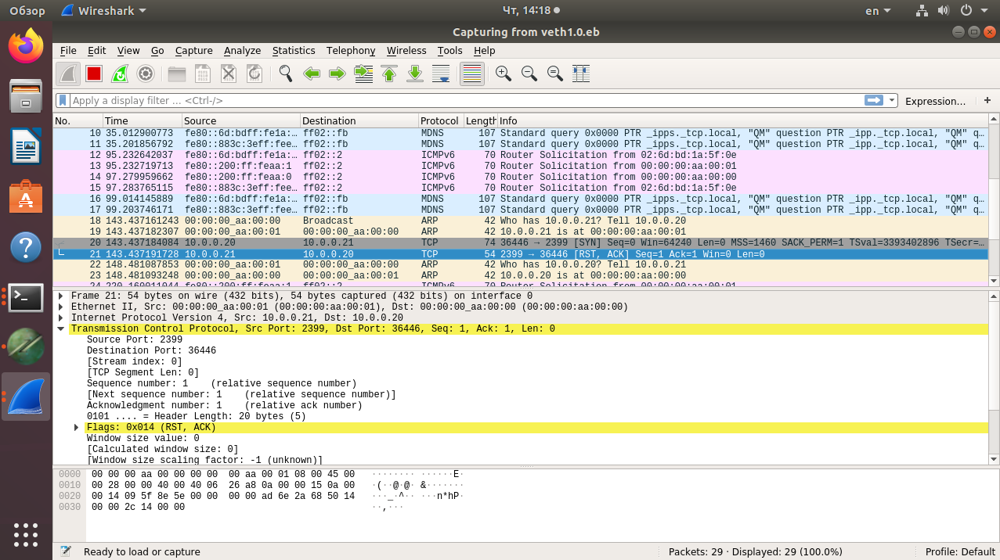 Обзор Wireshark Чт, 14:18 en
Capturing from veth1.0.eb
File Edit View Go Capture Analyze Statistics Telephony Wireless Tools Help
Apply a display filter … <Ctrl-/> Expression… +
No. Time Source Destination Protocol Length Info
10 35.012900773 fe80::6d:bdff:fe1a:… ff02::fb MDNS 107 Standard query 0x0000 PTR _ipps._tcp.local, "QM" question PTR _ipp._tcp.local, "QM" q…
11 35.201856792 fe80::883c:3eff:fee… ff02::fb MDNS 107 Standard query 0x0000 PTR _ipps._tcp.local, "QM" question PTR _ipp._tcp.local, "QM" q…
12 95.232642037 fe80::6d:bdff:fe1a:… ff02::2 ICMPv6 70 Router Solicitation from 02:6d:bd:1a:5f:0e
13 95.232719713 fe80::200:ff:feaa:1 ff02::2 ICMPv6 70 Router Solicitation from 00:00:00:aa:00:01
14 97.279959662 fe80::200:ff:feaa:0 ff02::2 ICMPv6 70 Router Solicitation from 00:00:00:aa:00:00
15 97.283765115 fe80::883c:3eff:fee… ff02::2 ICMPv6 70 Router Solicitation from 02:6d:bd:1a:5f:0e
16 99.014145889 fe80::6d:bdff:fe1a:… ff02::fb MDNS 107 Standard query 0x0000 PTR _ipps._tcp.local, "QM" question PTR _ipp._tcp.local, "QM" q…
17 99.203746171 fe80::883c:3eff:fee… ff02::fb MDNS 107 Standard query 0x0000 PTR _ipps._tcp.local, "QM" question PTR _ipp._tcp.local, "QM" q…
18 143.437161243 00:00:00_aa:00:00 Broadcast ARP 42 Who has 10.0.0.21? Tell 10.0.0.20
19 143.437182307 00:00:00_aa:00:01 00:00:00_aa:00:00 ARP 42 10.0.0.21 is at 00:00:00:aa:00:01
20 143.437184084 10.0.0.20 10.0.0.21 TCP 74 36446 → 2399 [SYN] Seq=0 Win=64240 Len=0 MSS=1460 SACK_PERM=1 TSval=3393402896 TSecr=…
21 143.437191728 10.0.0.21 10.0.0.20 TCP 54 2399 → 36446 [RST, ACK] Seq=1 Ack=1 Win=0 Len=0
22 148.481087853 00:00:00_aa:00:01 00:00:00_aa:00:00 ARP 42 Who has 10.0.0.20? Tell 10.0.0.21
23 148.481093248 00:00:00_aa:00:00 00:00:00_aa:00:01 ARP 42 10.0.0.20 is at 00:00:00:aa:00:00
24 220.160011044 fe80::200:ff:feaa:1 ff02::2 ICMPv6 70 Router Solicitation from 00:00:00:aa:00:01
Frame 21: 54 bytes on wire (432 bits), 54 bytes captured (432 bits) on interface 0
Ethernet II, Src: 00:00:00_aa:00:01 (00:00:00:aa:00:01), Dst: 00:00:00_aa:00:00 (00:00:00:aa:00:00)
Internet Protocol Version 4, Src: 10.0.0.21, Dst: 10.0.0.20
Transmission Control Protocol, Src Port: 2399, Dst Port: 36446, Seq: 1, Ack: 1, Len: 0
Source Port: 2399
Destination Port: 36446
[Stream index: 0]
[TCP Segment Len: 0]
Sequence number: 1 (relative sequence number)
[Next sequence number: 1 (relative sequence number)]
Acknowledgment number: 1 (relative ack number)
0101 .... = Header Length: 20 bytes (5)
Flags: 0x014 (RST, ACK)
Window size value: 0
[Calculated window size: 0]
[Window size scaling factor: -1 (unknown)]
0000 00 00 00 aa 00 00 00 00 00 aa 00 01 08 00 45 00 ········ ······E·
0010 00 28 00 00 40 00 40 06 26 a8 0a 00 00 15 0a 00 ·(··@·@· &·······
0020 00 14 09 5f 8e 5e 00 00 00 00 ad 6e 2a 68 50 14 ···_·^·· ···n*hP·
0030 00 00 2c 14 00 00 ··,···
Ready to load or capture Packets: 29 · Displayed: 29 (100.0%) Profile: Default